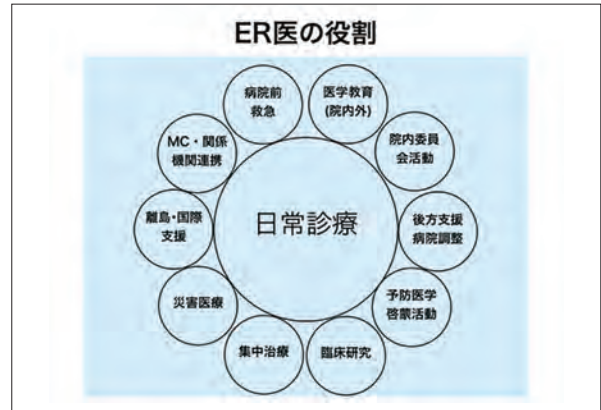 ER医の役割
病院前
救急
医学教育
(院内外)
院内委員
会活動
後方支援
病院調整
予防医学
啓蒙活動
臨床研究
集中治療
災害医療
離島・国際
支援
MC・関係
機関連携
日常診療